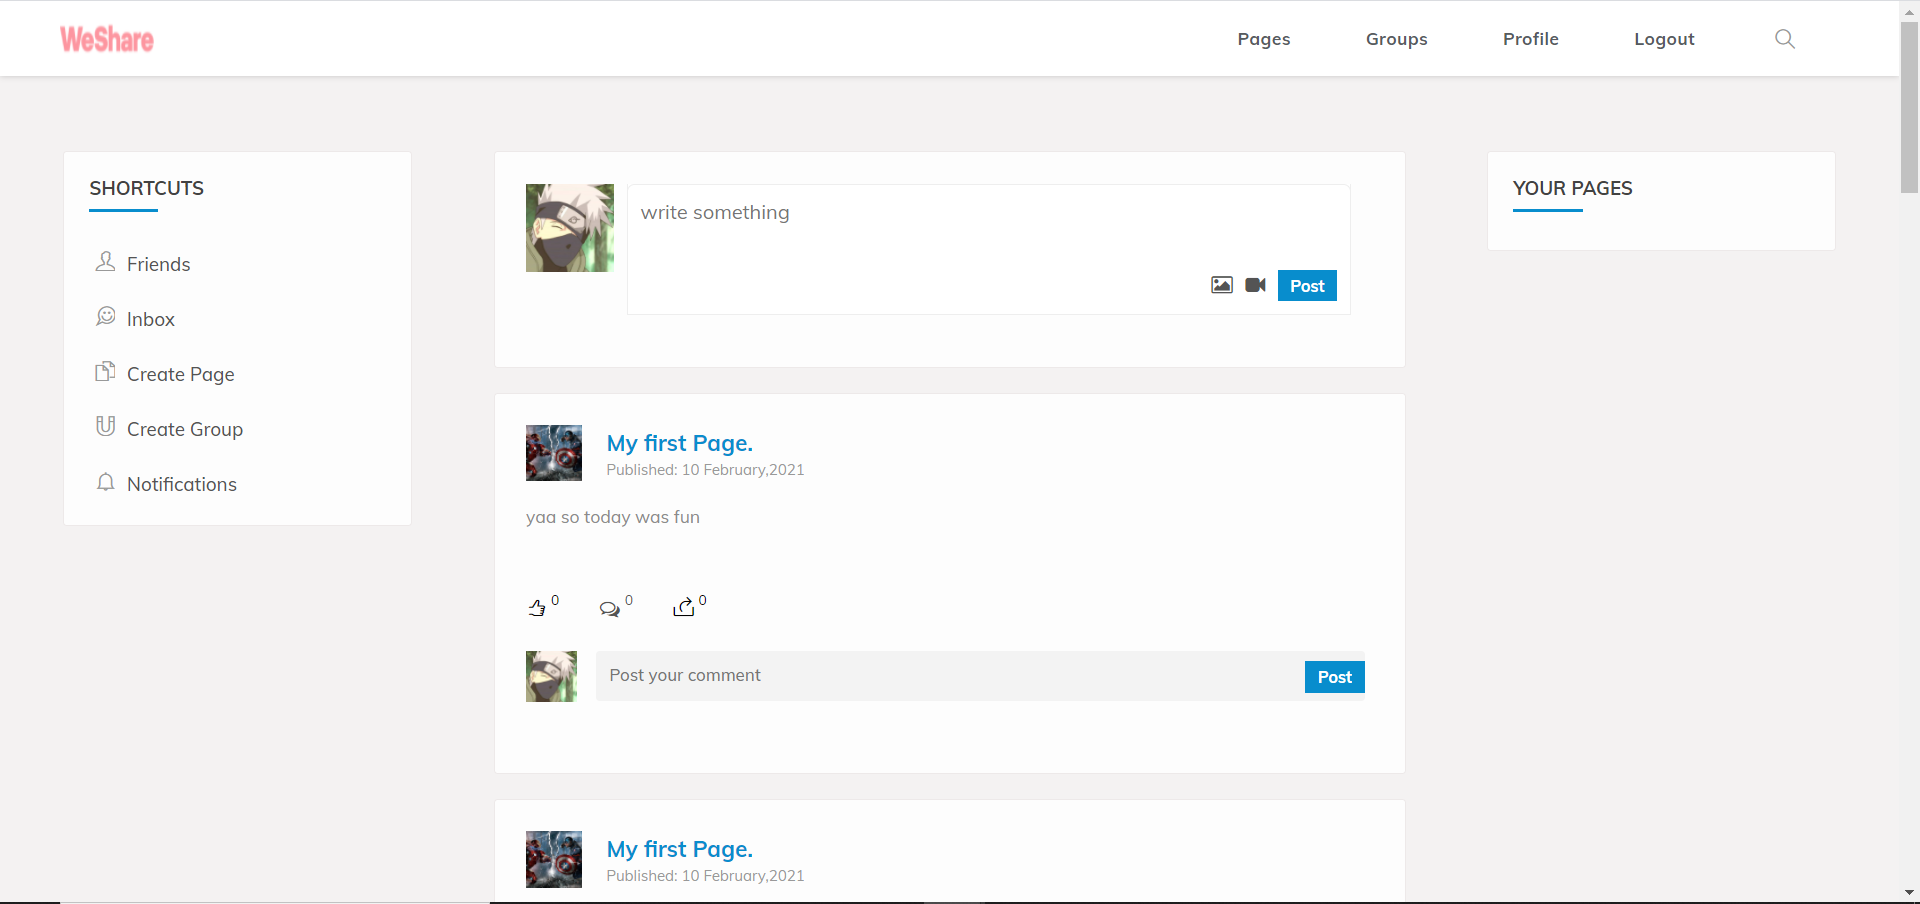 WeShare
Pages
Groups
Profile
Logout
SHORTCUTS
Friends
Inbox
Create Page
Create Group
Notifications
write something
Post
My first Page.
Published: 10 February,2021
yaa so today was fun
0
0
0
Post your comment
Post
My first Page.
Published: 10 February,2021
YOUR PAGES